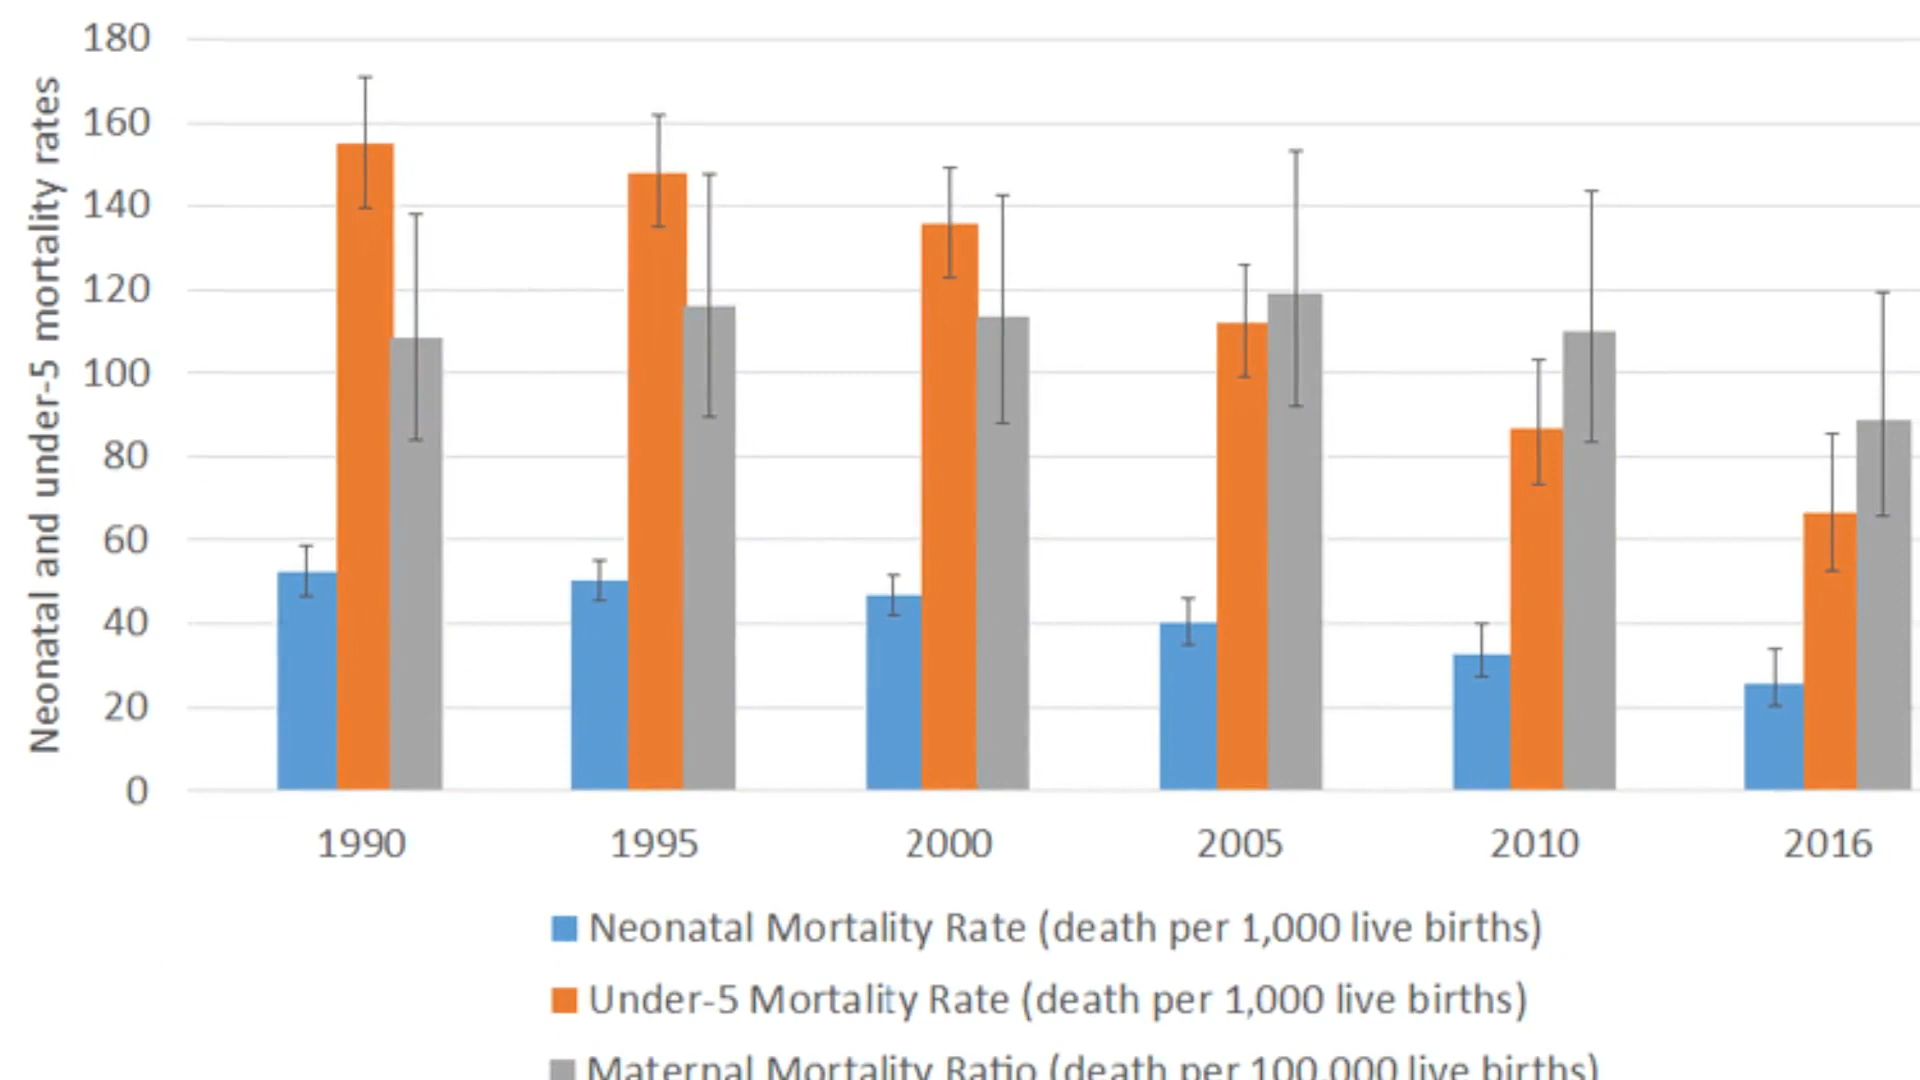 Neonatal and under-5 mortality rates
180
160
140
120
100
80
60
40
20
0
1990 1995 2000 2005 2010 2016
Neonatal Mortality Rate (death per 1,000 live births)
Under-5 Mortality Rate (death per 1,000 live births)
Maternal Mortality Ratio (death per 100,000 live births)